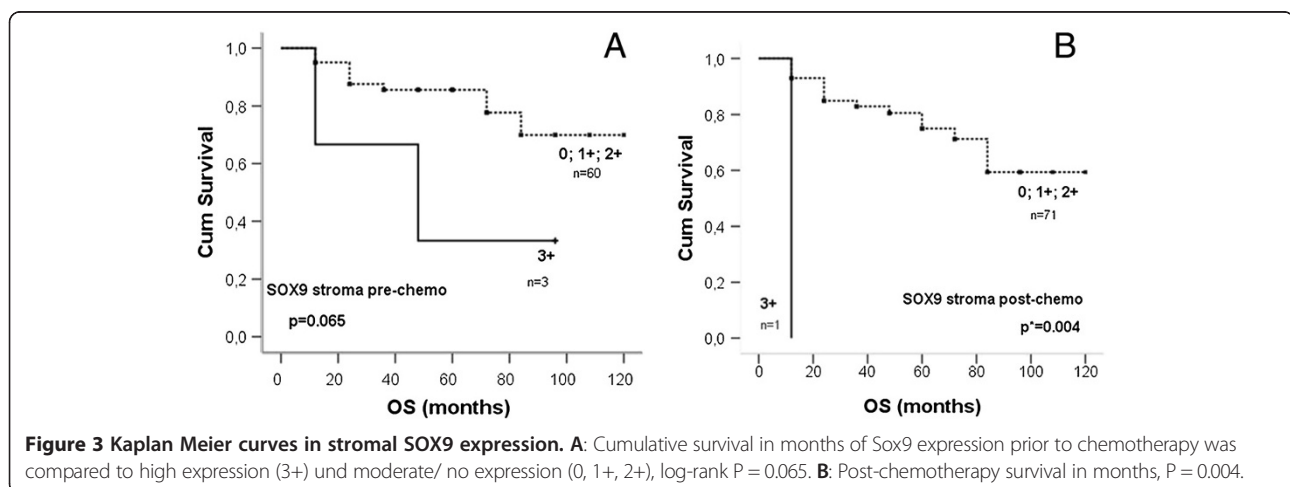 A
1,0
0,8
0,6
0,4
0,2
0,0
Cum Survival
0; 1+; 2+
n=60
3+
n=3
SOX9 stroma pre-chemo
p=0.065
0 20 40 60 80 100 120
OS (months)
B
1,0
0,8
0,6
0,4
0,2
0,0
Cum Survival
0; 1+; 2+
n=71
3+
n=1
SOX9 stroma post-chemo
p*=0.004
0 20 40 60 80 100 120
OS (months)
Figure 3 Kaplan Meier curves in stromal SOX9 expression. A: Cumulative survival in months of Sox9 expression prior to chemotherapy was
compared to high expression (3+) und moderate/ no expression (0, 1+, 2+), log-rank P = 0.065. B: Post-chemotherapy survival in months, P = 0.004.